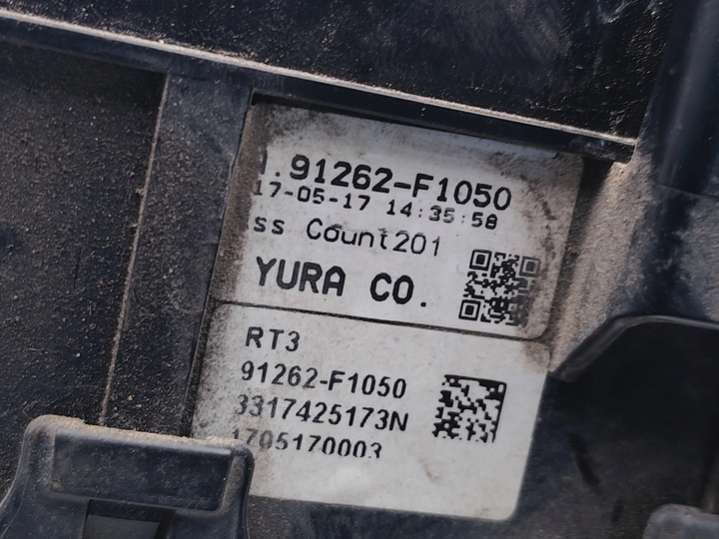 .91262-F1050
17-05-17 14:35:58
ss Count201
YURA CO.
RT3
91262-F1050
3317425173N
1705170003